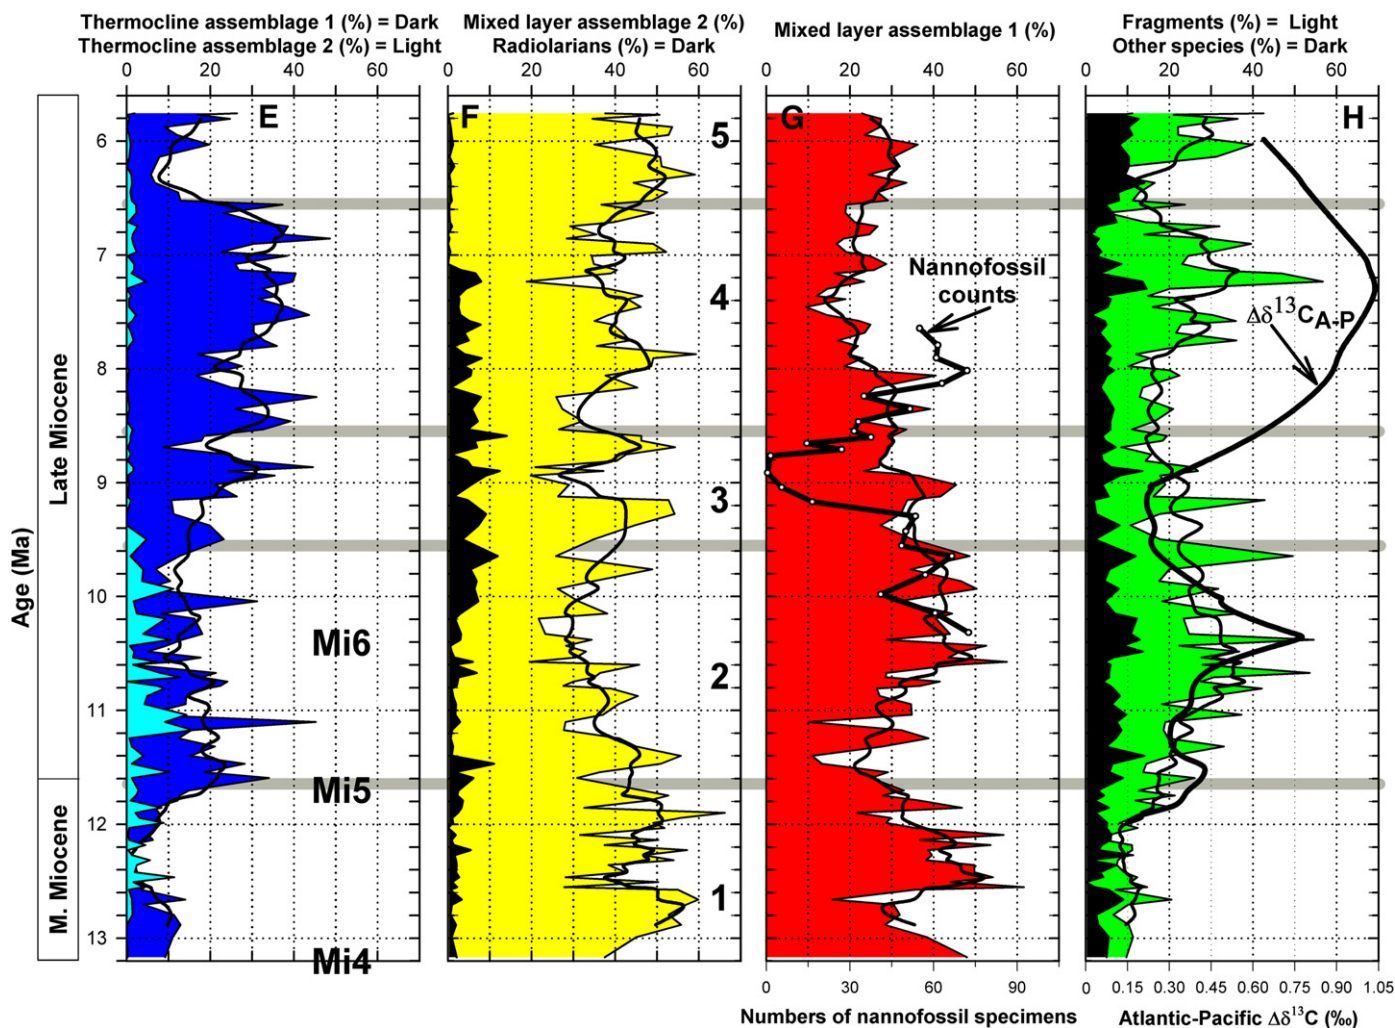 Thermocline assemblage 1 (%) = Dark
Thermocline assemblage 2 (%) = Light
Mixed layer assemblage 2 (%)
Radiolarians (%) = Dark
Mixed layer assemblage 1 (%)
Fragments (%) = Light
Other species (%) = Dark
0 20 40 60
0 20 40 60
0 20 40 60
0 20 40 60
E
F
G
H
Late Miocene
M. Miocene
Age (Ma)
6
7
8
9
10
11
12
13
Mi6
Mi5
Mi4
5
4
3
2
1
Nannofossil
counts
Δδ¹³C A-P
0 30 60 90
0 0.15 0.30 0.45 0.60 0.75 0.90 1.05
Numbers of nannofossil specimens
Atlantic-Pacific Δδ¹³C (‰)